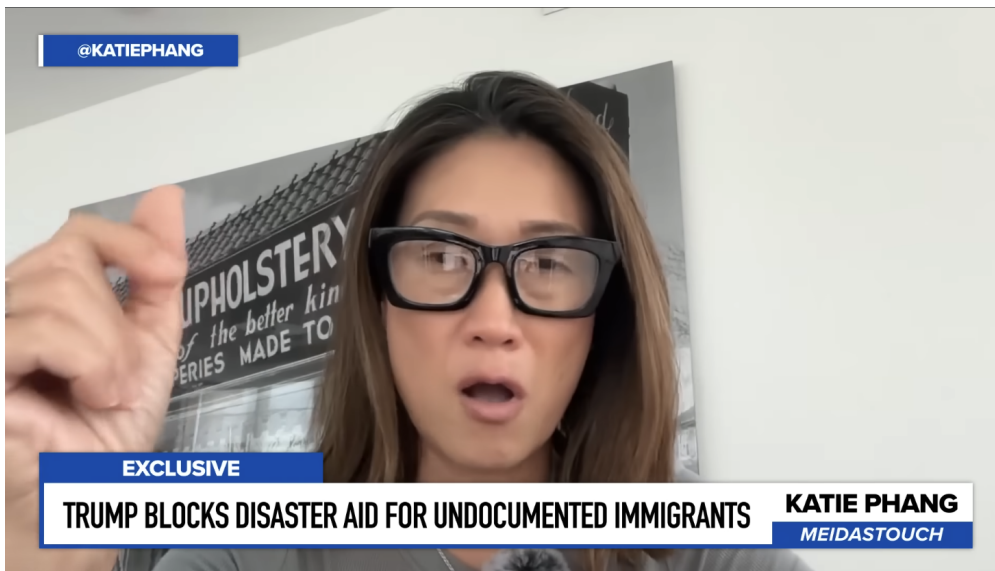 @KATIEPHANG
UPHOLSTERY
of the better kin
PERIES MADE TO
EXCLUSIVE
TRUMP BLOCKS DISASTER AID FOR UNDOCUMENTED IMMIGRANTS
KATIE PHANG
MEIDASTOUCH